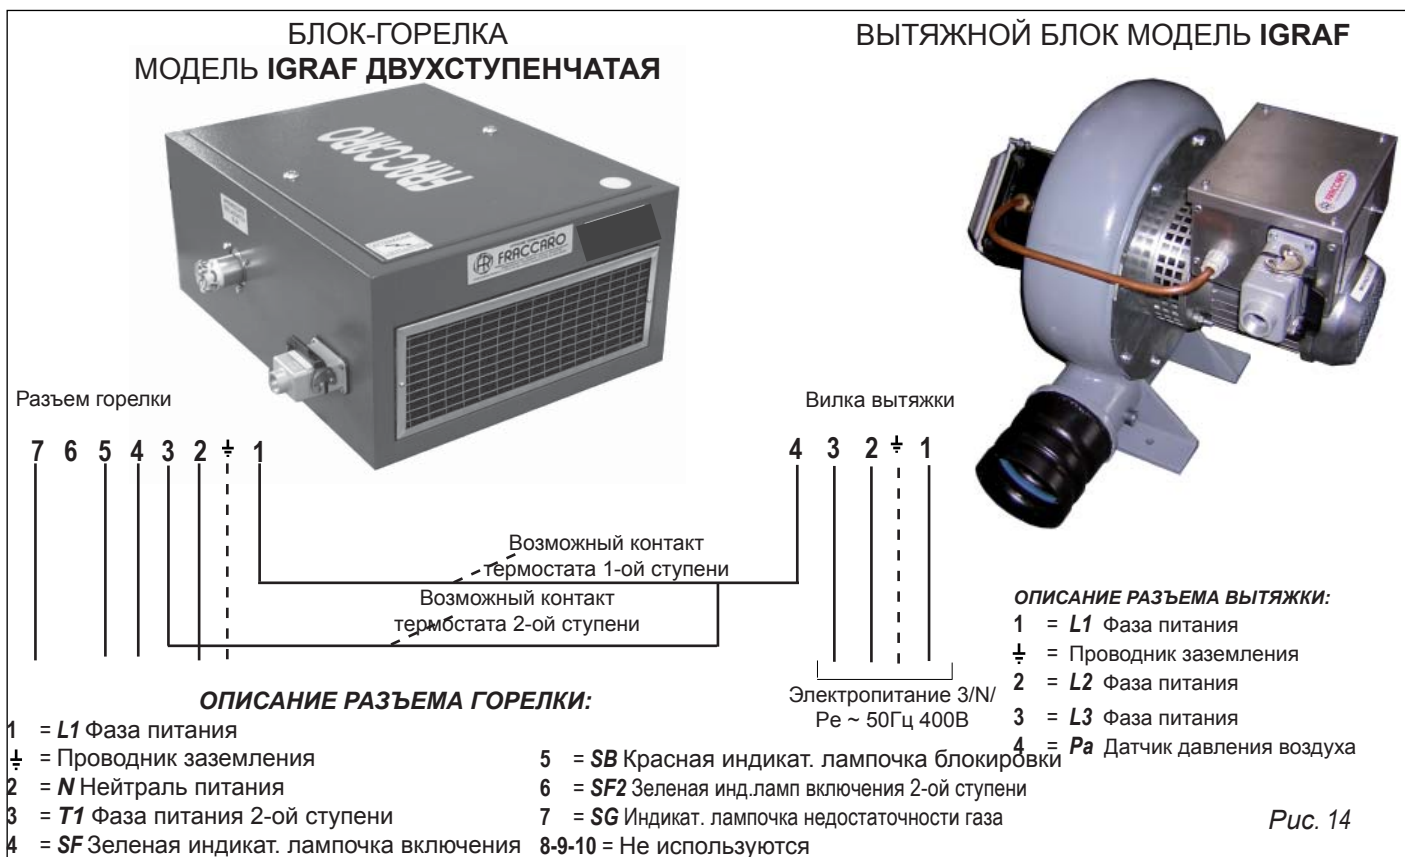 БЛОК-ГОРЕЛКА
МОДЕЛЬ IGRAF ДВУХСТУПЕНЧАТАЯ
ВЫТЯЖНОЙ БЛОК МОДЕЛЬ IGRAF
FRACCARO
FRACCARO
FRACCARO
Разъем горелки
7 6 5 4 3 2 ⏚ 1
Вилка вытяжки
4 3 2 ⏚ 1
Возможный контакт
термостата 1-ой ступени
Возможный контакт
термостата 2-ой ступени
Электропитание 3/N/
Pe ~ 50Гц 400В
ОПИСАНИЕ РАЗЪЕМА ВЫТЯЖКИ:
1 = L1 Фаза питания
⏚ = Проводник заземления
2 = L2 Фаза питания
3 = L3 Фаза питания
4 = Pa Датчик давления воздуха
ОПИСАНИЕ РАЗЪЕМА ГОРЕЛКИ:
1 = L1 Фаза питания
⏚ = Проводник заземления
2 = N Нейтраль питания
3 = T1 Фаза питания 2-ой ступени
4 = SF Зеленая индикат. лампочка включения
5 = SB Красная индикат. лампочка блокировки
6 = SF2 Зеленая инд.ламп включения 2-ой ступени
7 = SG Индикат. лампочка недостаточности газа
8-9-10 = Не используются
Рис. 14